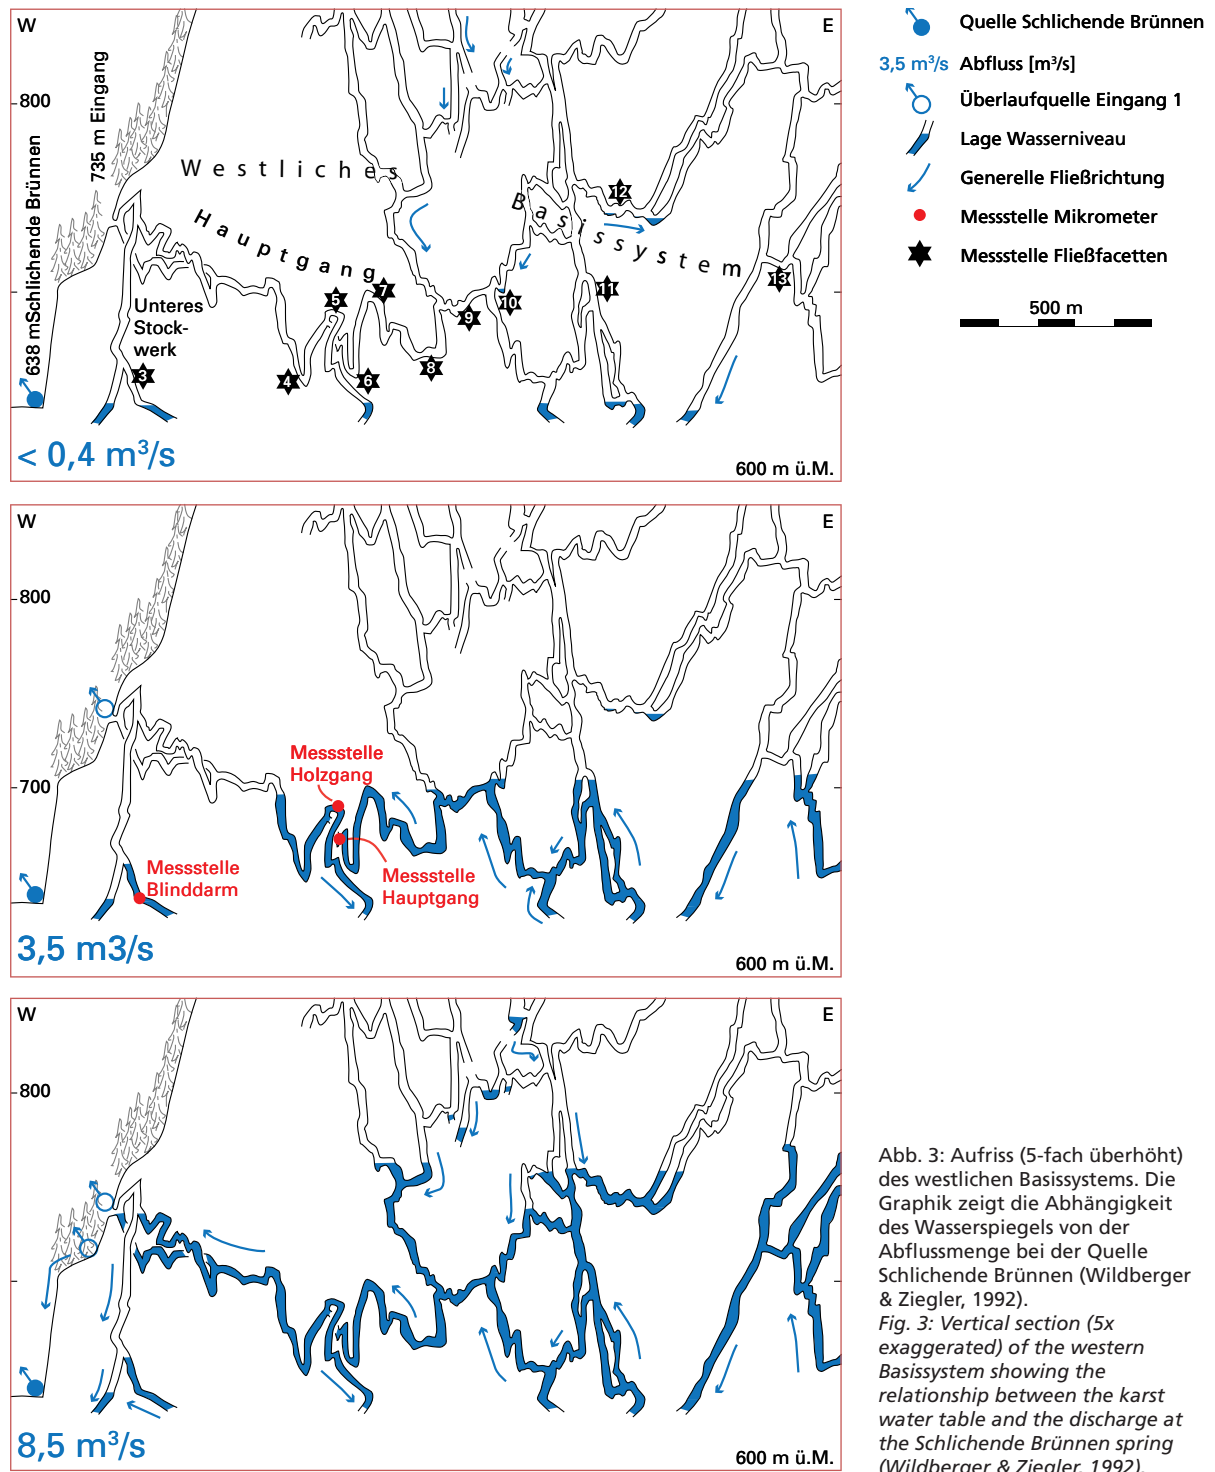 W
E
800
638 mSchlichende Brünnen
735 m Eingang
Westliches
Hauptgang
Basissystem
Unteres
Stock-
werk
3
4
5
6
7
8
9
10
11
12
13
< 0,4 m³/s
600 m ü.M.
Quelle Schlichende Brünnen
3,5 m³/s Abfluss [m³/s]
Überlaufquelle Eingang 1
Lage Wasserniveau
Generelle Fließrichtung
Messstelle Mikrometer
Messstelle Fließfacetten
500 m
W
E
800
700
Messstelle
Holzgang
Messstelle
Blinddarm
Messstelle
Hauptgang
3,5 m3/s
600 m ü.M.
W
E
800
8,5 m³/s
600 m ü.M.
Abb. 3: Aufriss (5-fach überhöht)
des westlichen Basissystems. Die
Graphik zeigt die Abhängigkeit
des Wasserspiegels von der
Abflussmenge bei der Quelle
Schlichende Brünnen (Wildberger
& Ziegler, 1992).
Fig. 3: Vertical section (5x
exaggerated) of the western
Basissystem showing the
relationship between the karst
water table and the discharge at
the Schlichende Brünnen spring
(Wildberger & Ziegler, 1992).